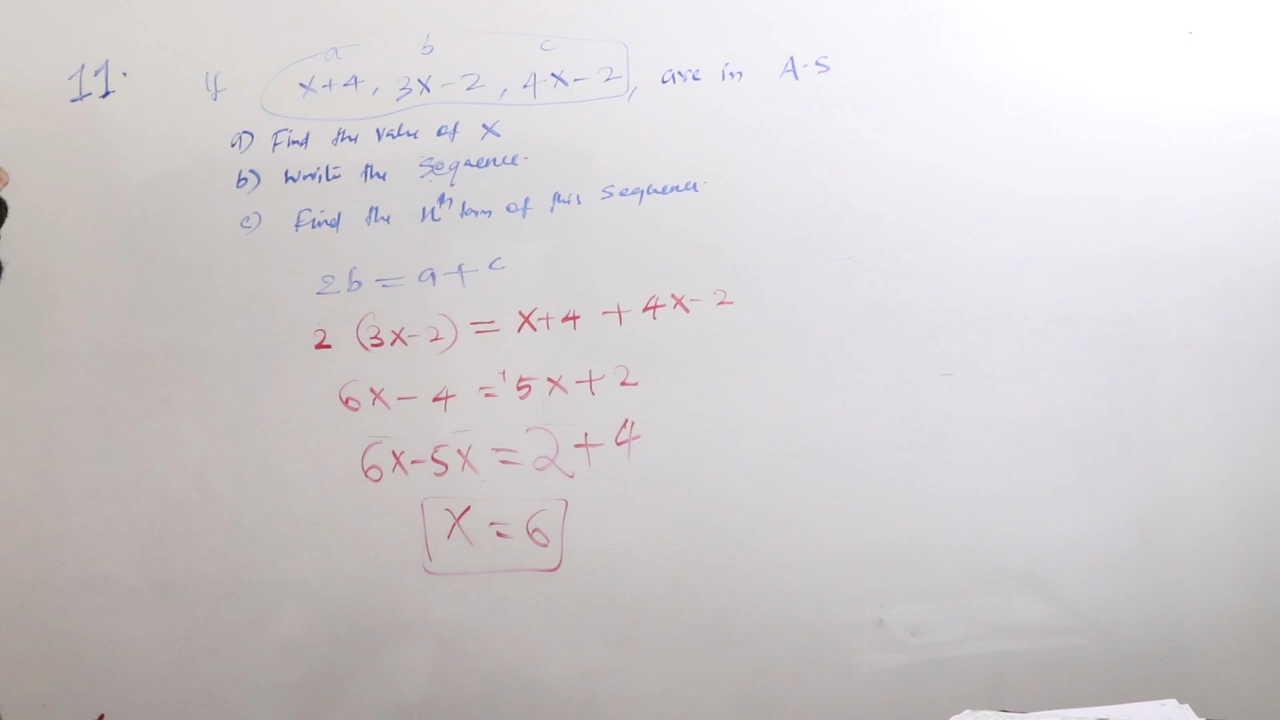 11. If x+4, 3x-2, 4x-2, are in A.S
a b c
a) Find the value of x
b) Write the sequence.
c) Find the nth term of this sequence.
2b = a+c
2 (3x-2) = x+4 + 4x-2
6x-4 = 5x+2
6x-5x = 2+4
x = 6